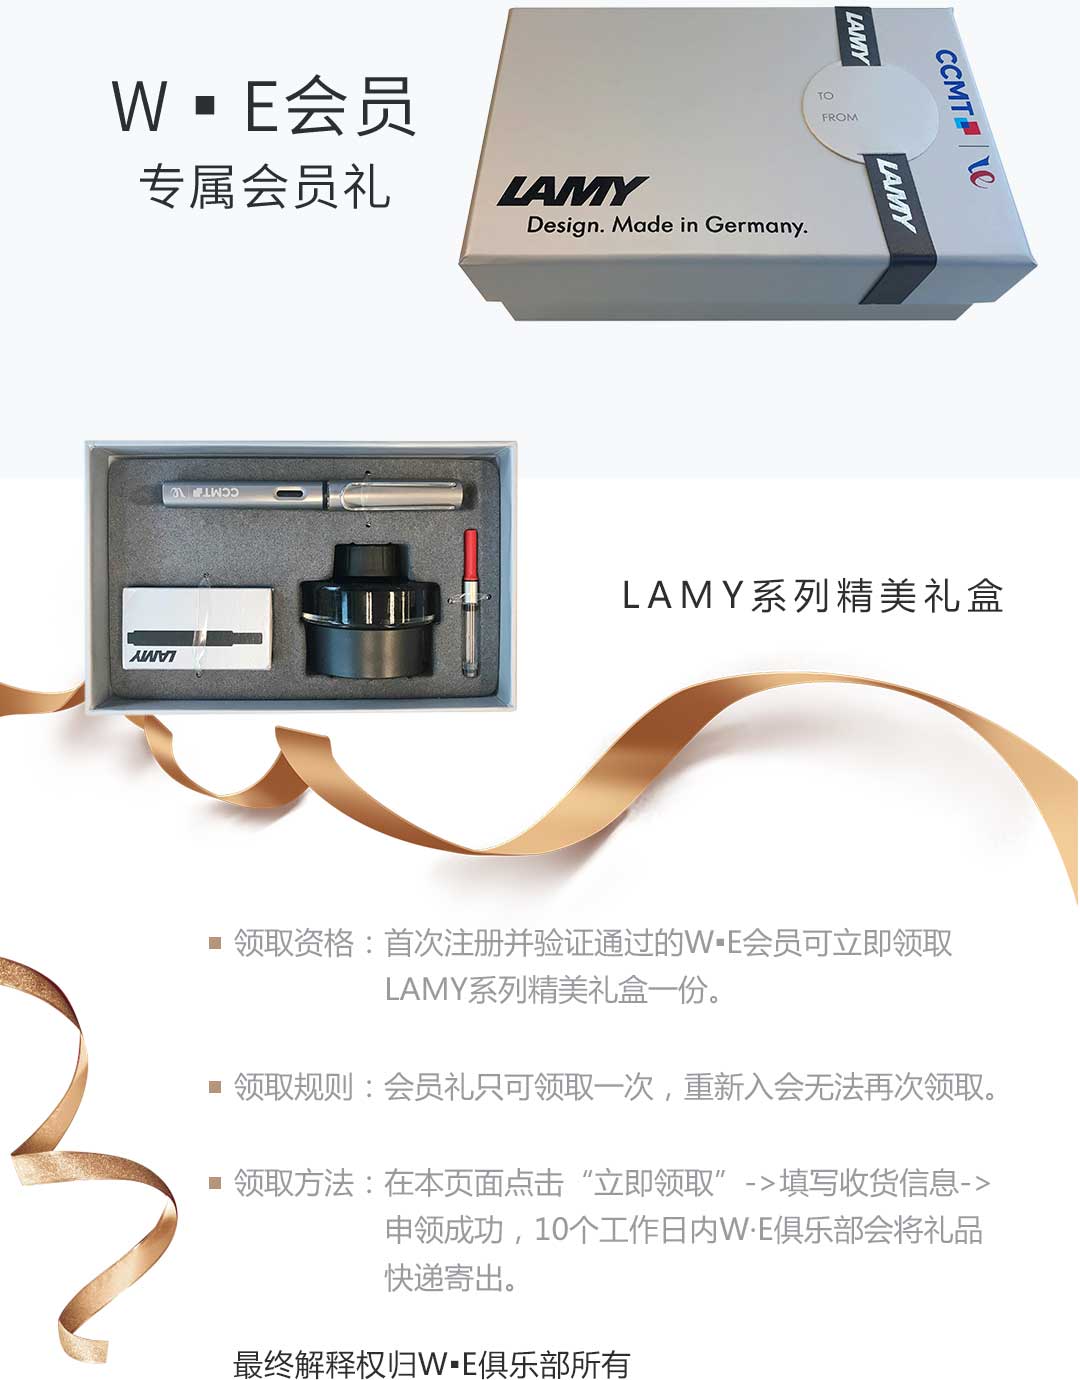 W▪E会员
专属会员礼
LAMY
TO
FROM
CCMT
LAMY
LAMY
Design. Made in Germany.
CCMT
LAMY
LAMY系列精美礼盒
领取资格：首次注册并验证通过的W▪E会员可立即领取
LAMY系列精美礼盒一份。
领取规则：会员礼只可领取一次，重新入会无法再次领取。
领取方法：在本页面点击“立即领取”->填写收货信息->
申领成功，10个工作日内W·E俱乐部会将礼品
快递寄出。
最终解释权归W▪E俱乐部所有